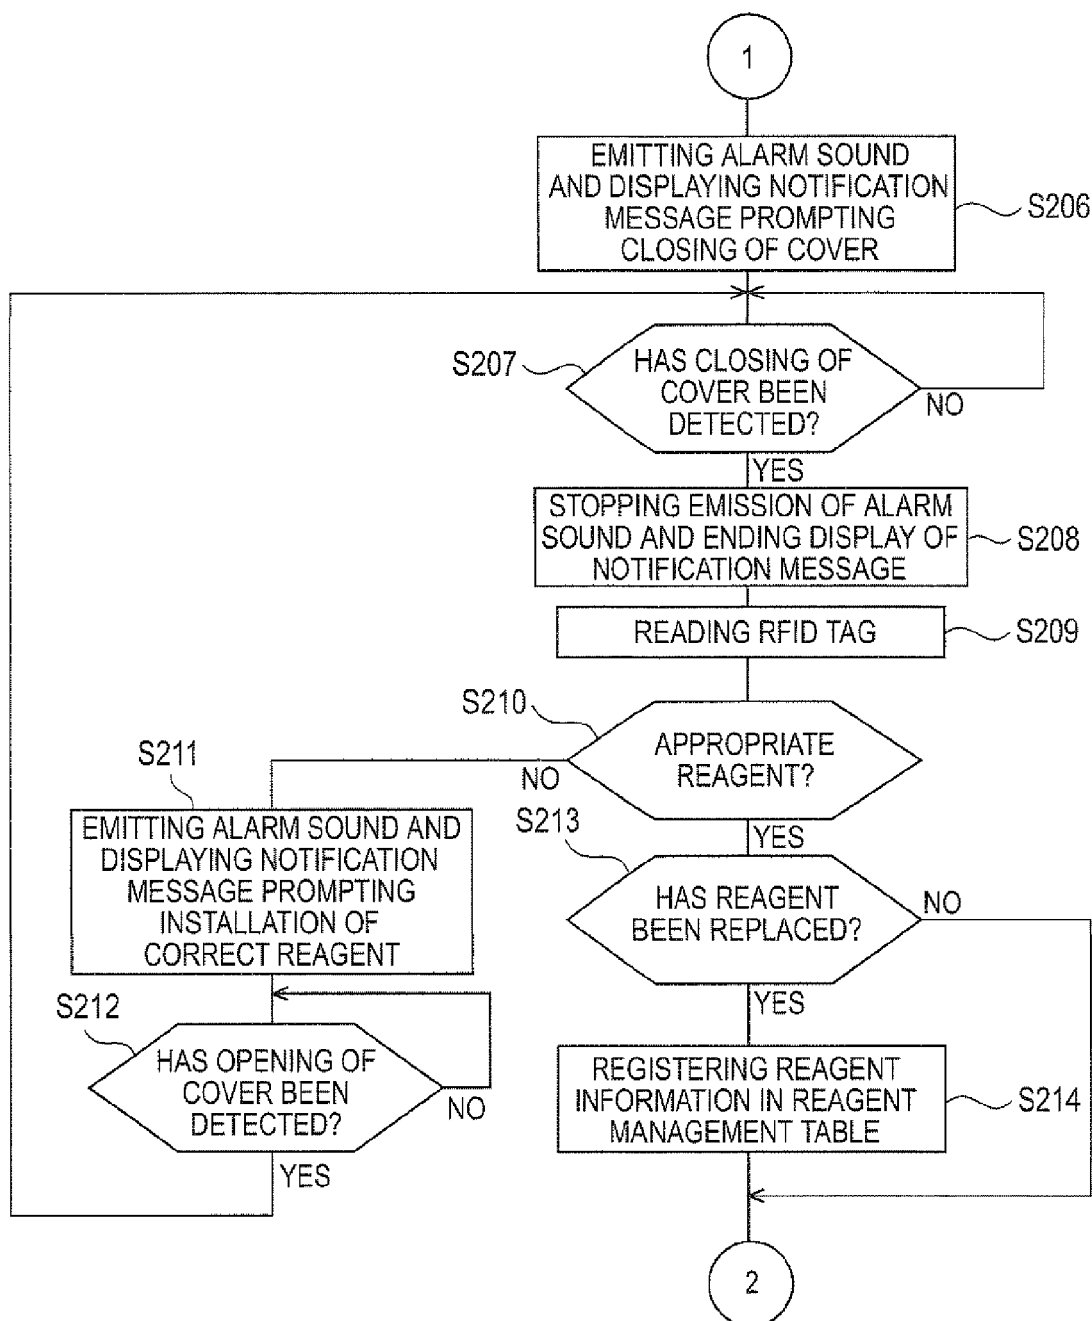 1
EMITTING ALARM SOUND
AND DISPLAYING NOTIFICATION
MESSAGE PROMPTING
CLOSING OF COVER
S206
S207
HAS CLOSING OF
COVER BEEN
DETECTED?
NO
YES
STOPPING EMISSION OF ALARM
SOUND AND ENDING DISPLAY OF
NOTIFICATION MESSAGE
S208
READING RFID TAG
S209
S210
APPROPRIATE
REAGENT?
NO
YES
S211
EMITTING ALARM SOUND AND
DISPLAYING NOTIFICATION
MESSAGE PROMPTING
INSTALLATION OF
CORRECT REAGENT
S213
HAS REAGENT
BEEN REPLACED?
NO
YES
S212
HAS OPENING OF
COVER BEEN
DETECTED?
NO
YES
REGISTERING REAGENT
INFORMATION IN REAGENT
MANAGEMENT TABLE
S214
2